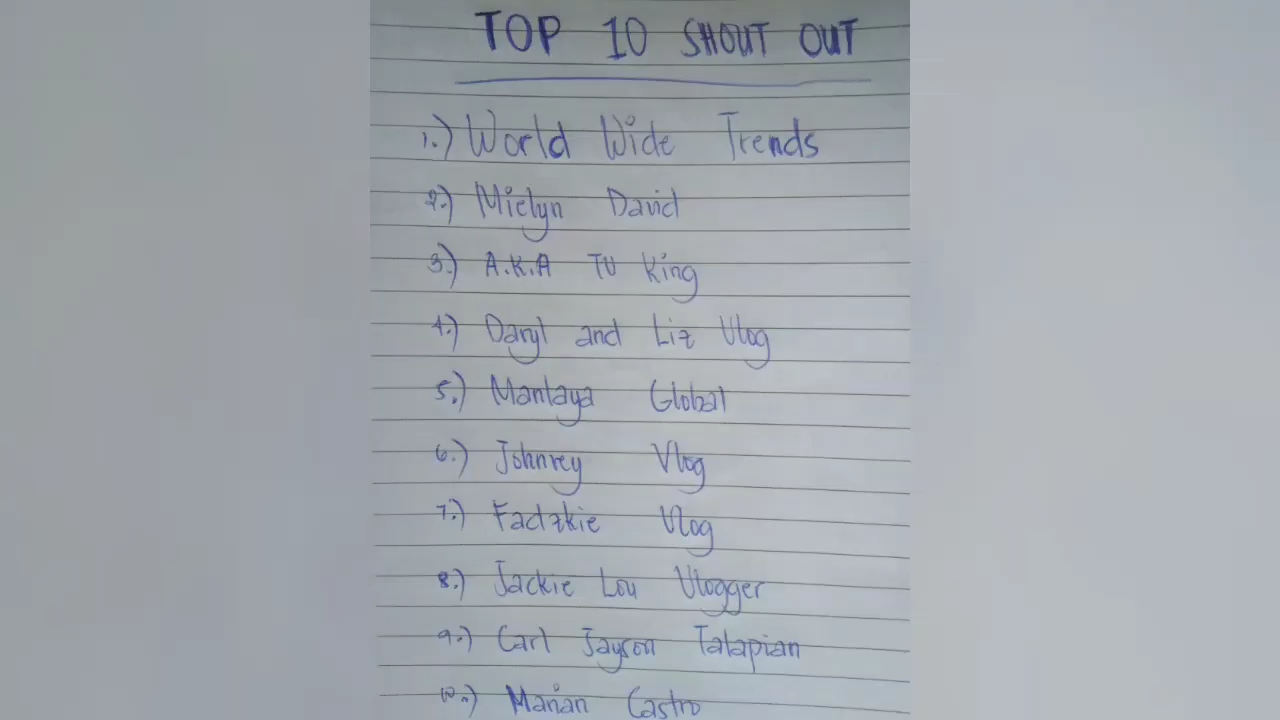 TOP 10 SHOUT OUT
1.) World Wide Trends
2.) Mielyn David
3.) A.K.A TV King
4.) Daryl and Liz Vlog
5.) Manlaya Global
6.) Johnrey Vlog
7.) Fadzkie Vlog
8.) Jackie Lou Vlogger
9.) Carl Jayson Talapian
10.) Marian Castro